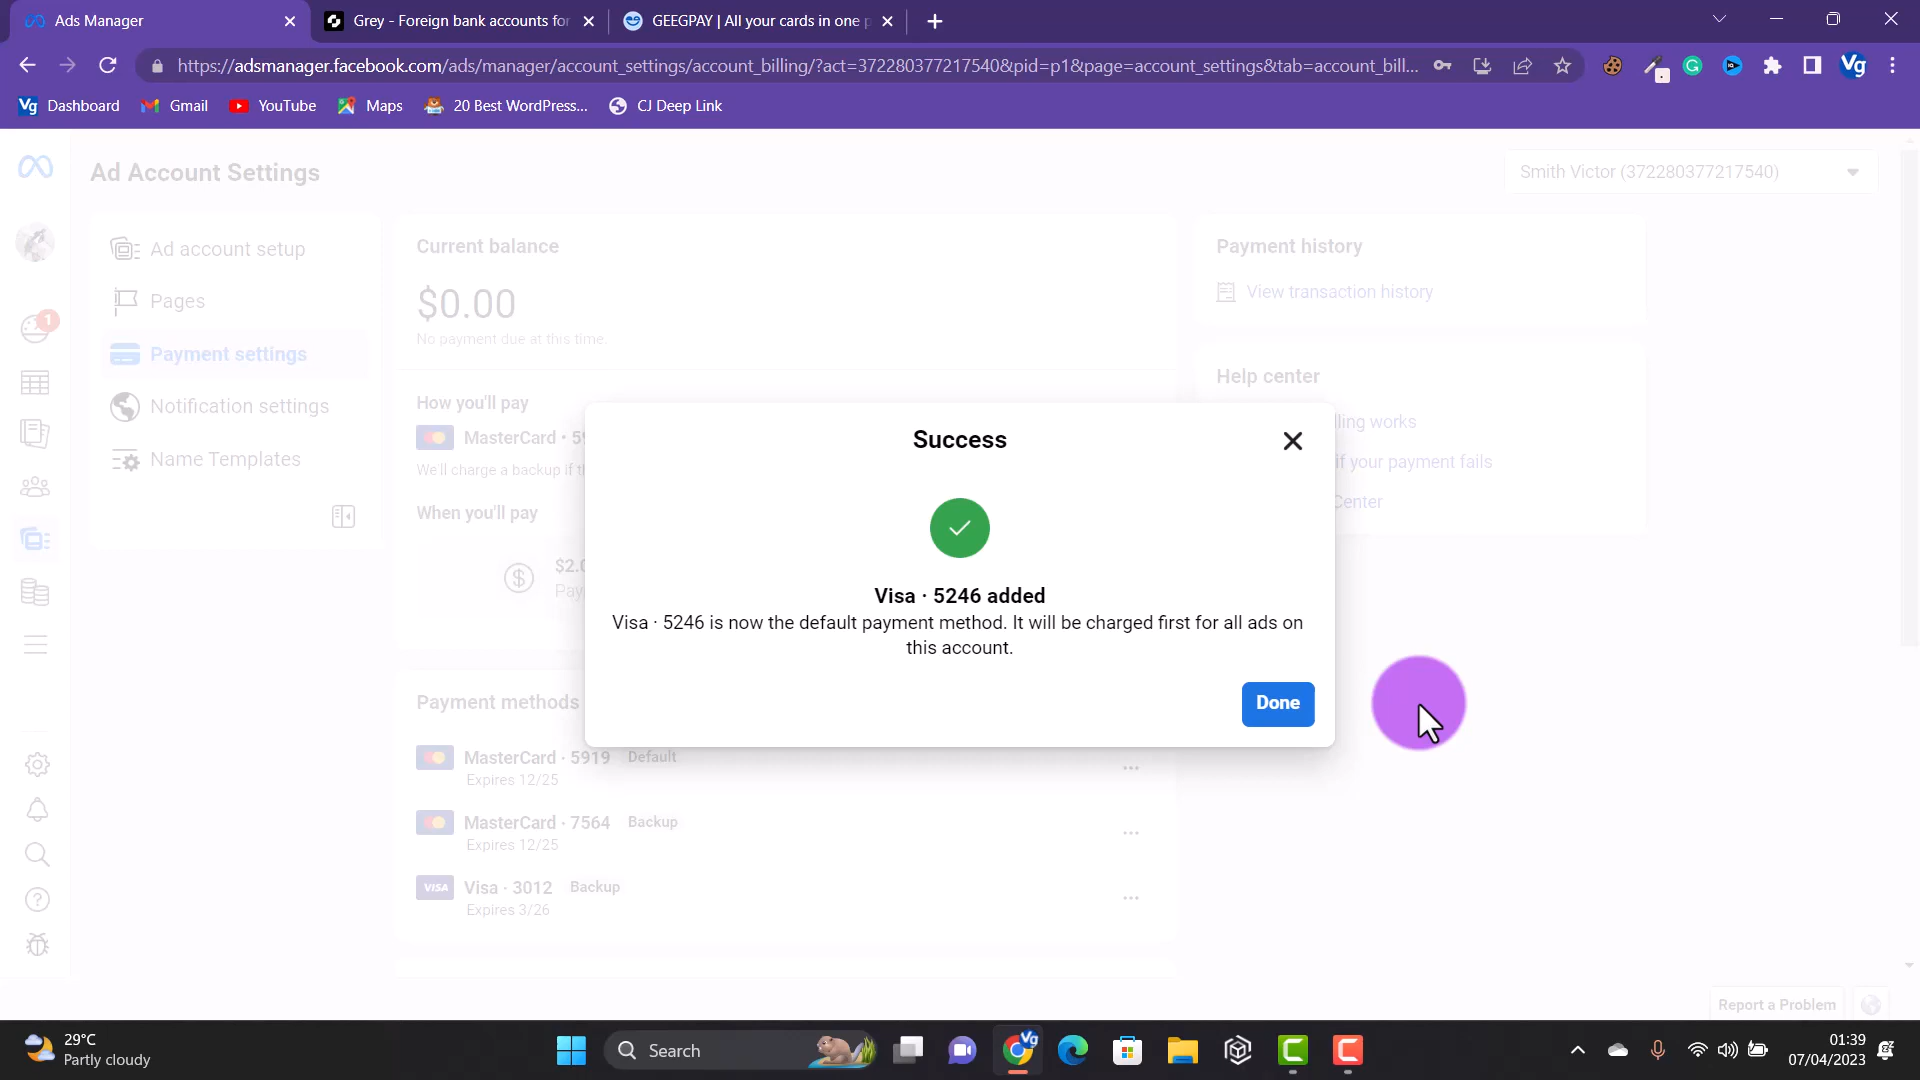 Ads Manager
Grey - Foreign bank accounts for
GEEGPAY | All your cards in one p
https://adsmanager.facebook.com/ads/manager/account_settings/account_billing/?act=372280377217540&pid=p1&page=account_settings&tab=account_bill...
Vg Dashboard
Gmail
YouTube
Maps
20 Best WordPress...
CJ Deep Link
Ad Account Settings
Smith Victor (372280377217540)
Ad account setup
Pages
1
Payment settings
Notification settings
Name Templates
Current balance
$0.00
No payment due at this time.
How you'll pay
MasterCard · 59
We'll charge a backup if th
When you'll pay
$2.0
Pay
Payment history
View transaction history
Help center
lling works
if your payment fails
Center
Success
Visa · 5246 added
Visa · 5246 is now the default payment method. It will be charged first for all ads on
this account.
Done
Payment methods
MasterCard · 5919 Default
Expires 12/25
MasterCard · 7564 Backup
Expires 12/25
VISA Visa · 3012 Backup
Expires 3/26
Report a Problem
29°C
Partly cloudy
Search
Vg
01:39
07/04/2023